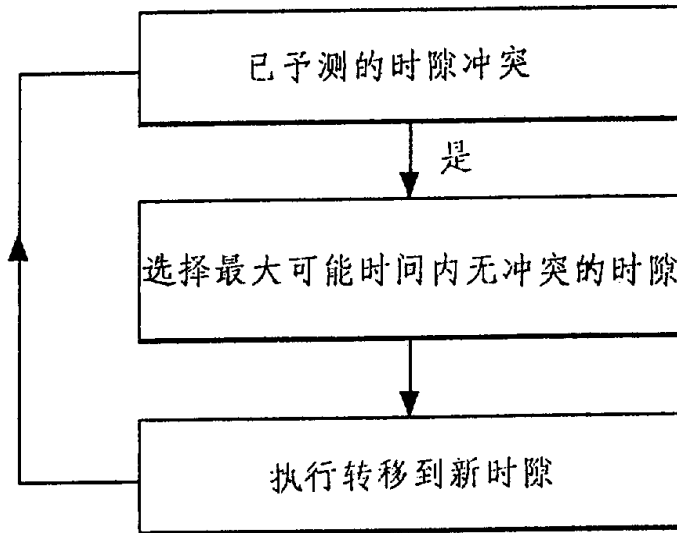 已予测的时隙冲突
是
选择最大可能时间内无冲突的时隙
执行转移到新时隙